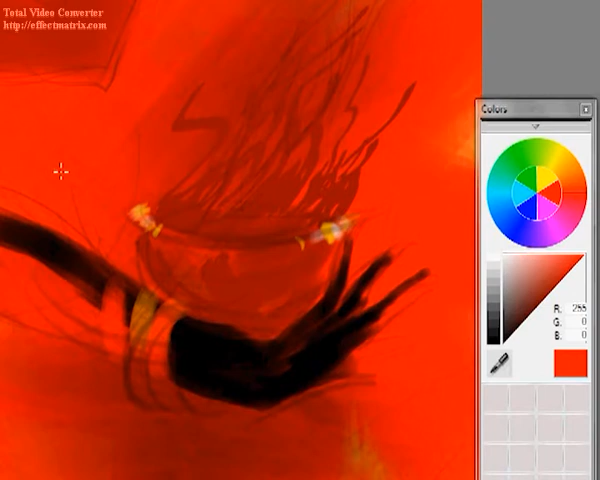 Total Video Converter
http://effectmatrix.com
Colors
R: 255
G: 0
B: 0